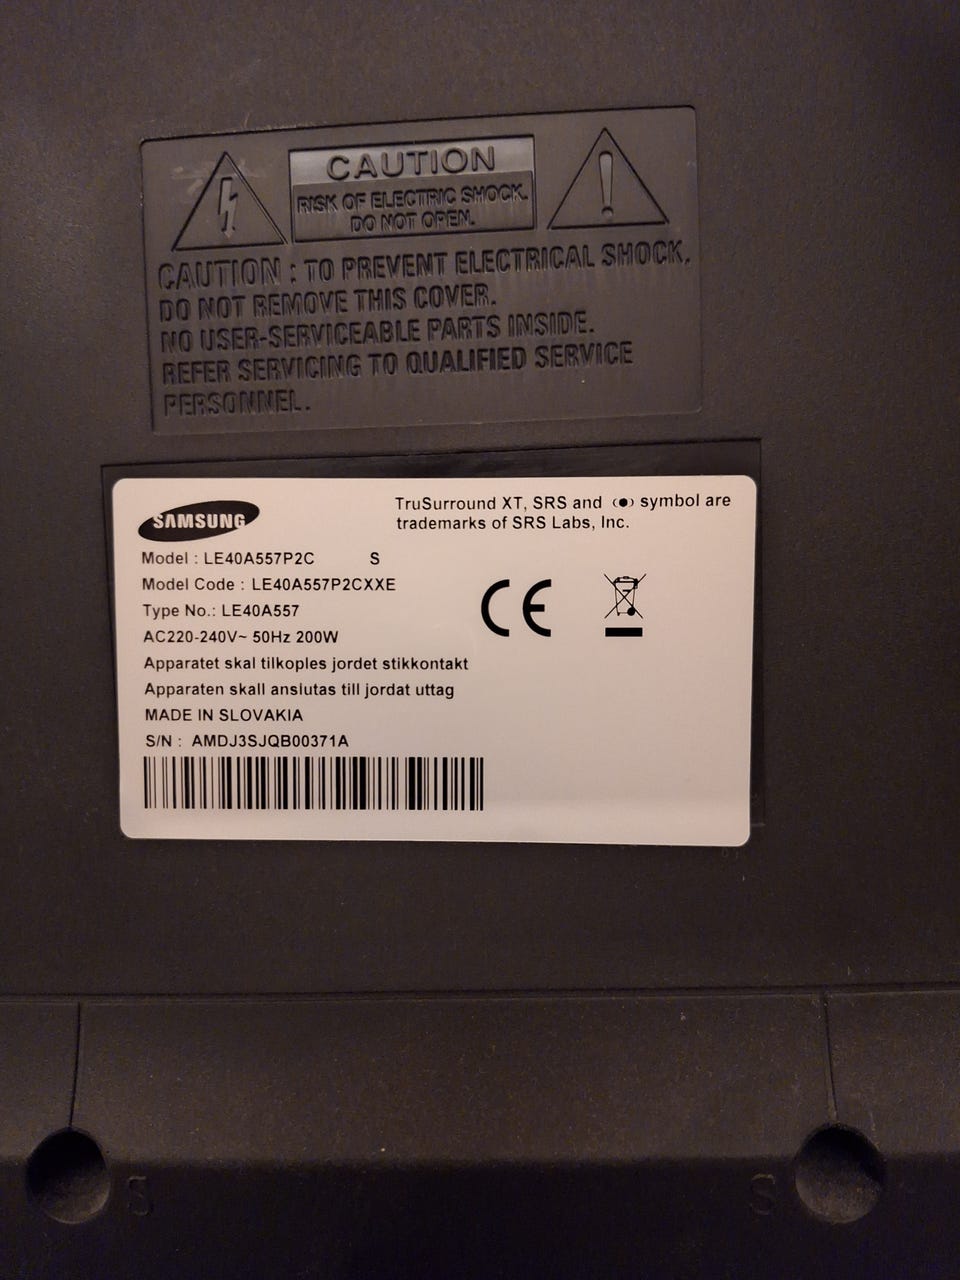 CAUTION
RISK OF ELECTRIC SHOCK.
DO NOT OPEN.
CAUTION : TO PREVENT ELECTRICAL SHOCK,
DO NOT REMOVE THIS COVER.
NO USER-SERVICEABLE PARTS INSIDE.
REFER SERVICING TO QUALIFIED SERVICE
PERSONNEL.
SAMSUNG
TruSurround XT, SRS and (●) symbol are
trademarks of SRS Labs, Inc.
Model : LE40A557P2C S
Model Code : LE40A557P2CXXE
Type No.: LE40A557
AC220-240V~ 50Hz 200W
CE
Apparatet skal tilkoples jordet stikkontakt
Apparaten skall anslutas till jordat uttag
MADE IN SLOVAKIA
S/N : AMDJ3SJQB00371A
S
S